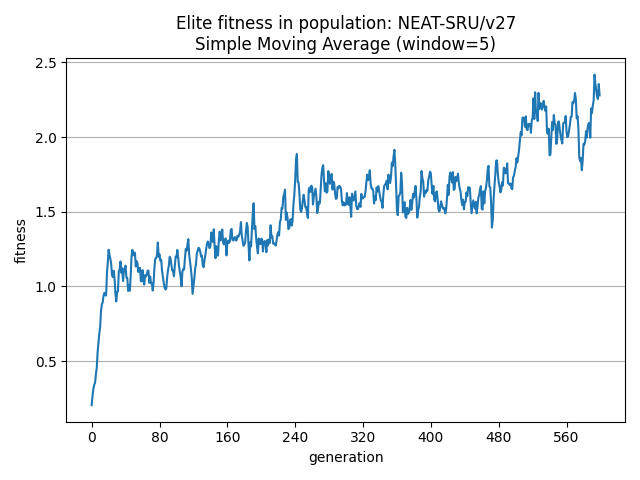 Elite fitness in population: NEAT-SRU/v27
Simple Moving Average (window=5)
2.5
2.0
1.5
1.0
0.5
fitness
0 80 160 240 320 400 480 560
generation